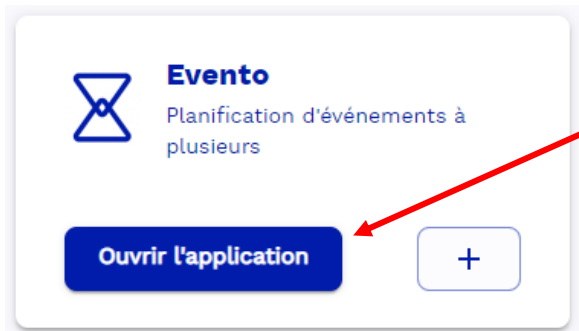 Evento
Planification d'événements à
plusieurs
Ouvrir l'application
+